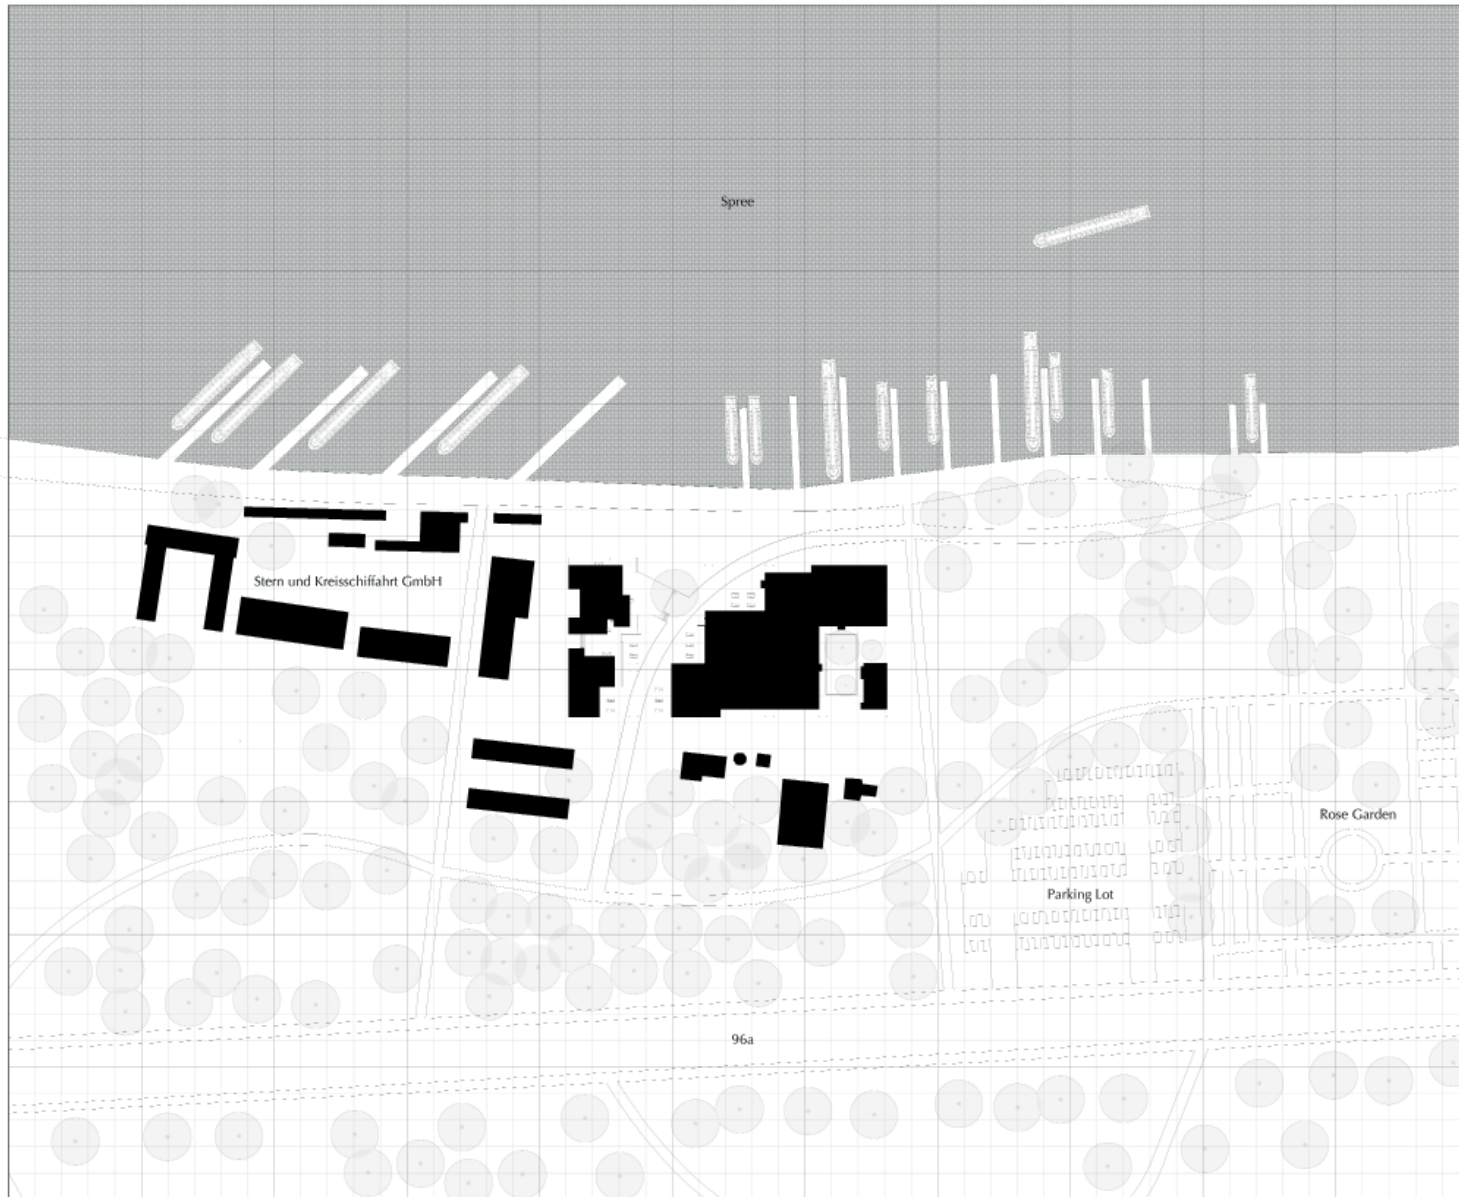 Spree
Stern und Kreisschiffahrt GmbH
Rose Garden
Parking Lot
96a